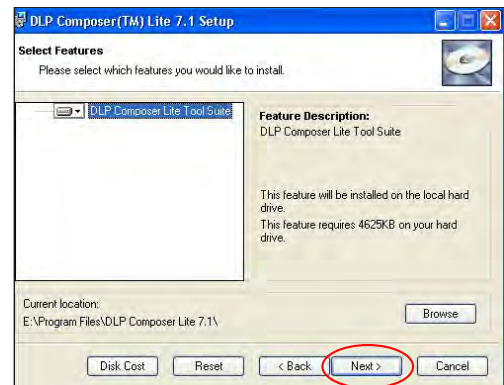 DLP Composer(TM) Lite 7.1 Setup
Select Features
Please select which features you would like to install.
DLP Composer Lite Tool Suite
Feature Description:
DLP Composer Lite Tool Suite
This feature will be installed on the local hard
drive.
This feature requires 4625KB on your hard
drive.
Current location:
E:\Program Files\DLP Composer Lite 7.1\
Browse
Disk Cost
Reset
< Back
Next >
Cancel